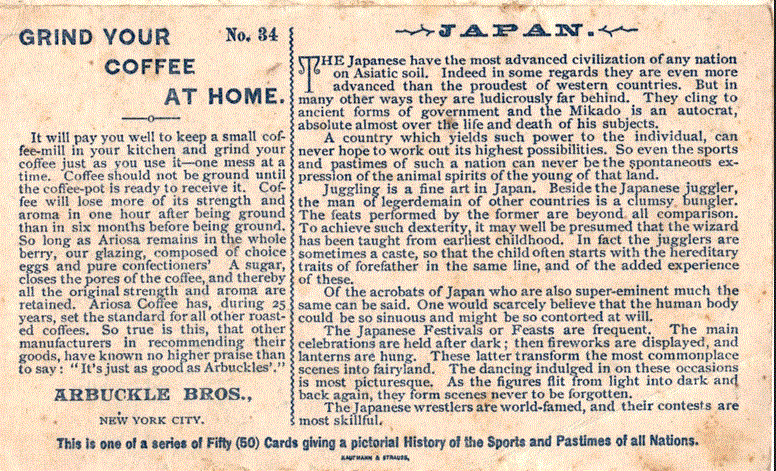 GRIND YOUR No. 34
COFFEE
AT HOME.
It will pay you well to keep a small cof-
fee-mill in your kitchen and grind your
coffee just as you use it—one mess at a
time. Coffee should not be ground until
the coffee-pot is ready to receive it. Cof-
fee will lose more of its strength and
aroma in one hour after being ground
than in six months before being ground.
So long as Ariosa remains in the whole
berry, our glazing, composed of choice
eggs and pure confectioners' A sugar,
closes the pores of the coffee, and thereby
all the original strength and aroma are
retained. Ariosa Coffee has, during 25
years, set the standard for all other roast-
ed coffees. So true is this, that other
manufacturers in recommending their
goods, have known no higher praise than
to say: "It's just as good as Arbuckles'."
ARBUCKLE BROS.,
NEW YORK CITY.
JAPAN.
THE Japanese have the most advanced civilization of any nation
on Asiatic soil. Indeed in some regards they are even more
advanced than the proudest of western countries. But in
many other ways they are ludicrously far behind. They cling to
ancient forms of government and the Mikado is an autocrat,
absolute almost over the life and death of his subjects.
A country which yields such power to the individual, can
never hope to work out its highest possibilities. So even the sports
and pastimes of such a nation can never be the spontaneous ex-
pression of the animal spirits of the young of that land.
Juggling is a fine art in Japan. Beside the Japanese juggler,
the man of legerdemain of other countries is a clumsy bungler.
The feats performed by the former are beyond all comparison.
To achieve such dexterity, it may well be presumed that the wizard
has been taught from earliest childhood. In fact the jugglers are
sometimes a caste, so that the child often starts with the hereditary
traits of forefather in the same line, and of the added experience
of these.
Of the acrobats of Japan who are also super-eminent much the
same can be said. One would scarcely believe that the human body
could be so sinuous and might be so contorted at will.
The Japanese Festivals or Feasts are frequent. The main
celebrations are held after dark; then fireworks are displayed, and
lanterns are hung. These latter transform the most commonplace
scenes into fairyland. The dancing indulged in on these occasions
is most picturesque. As the figures flit from light into dark and
back again, they form scenes never to be forgotten.
The Japanese wrestlers are world-famed, and their contests are
most skillful.
This is one of a series of Fifty (50) Cards giving a pictorial History of the Sports and Pastimes of all Nations.
KAUFMANN & STRAUSS,